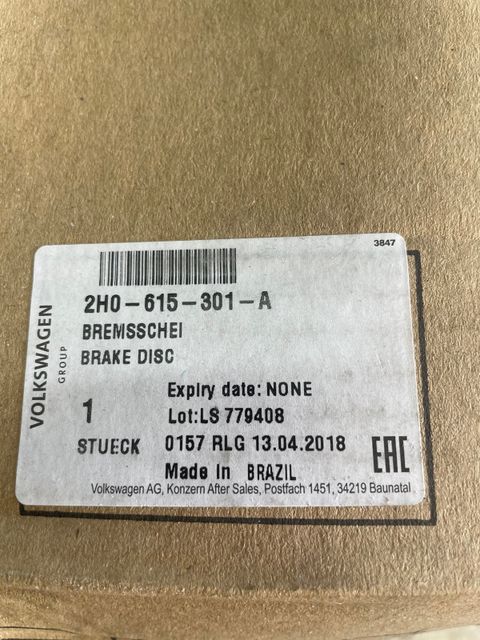 3847
2H0-615-301-A
BREMSSCHEI
BRAKE DISC
VOLKSWAGEN
GROUP
Expiry date: NONE
1
Lot:LS 779408
STUECK
0157 RLG 13.04.2018
Made In BRAZIL
EAC
Volkswagen AG, Konzern After Sales, Postfach 1451, 34219 Baunatal